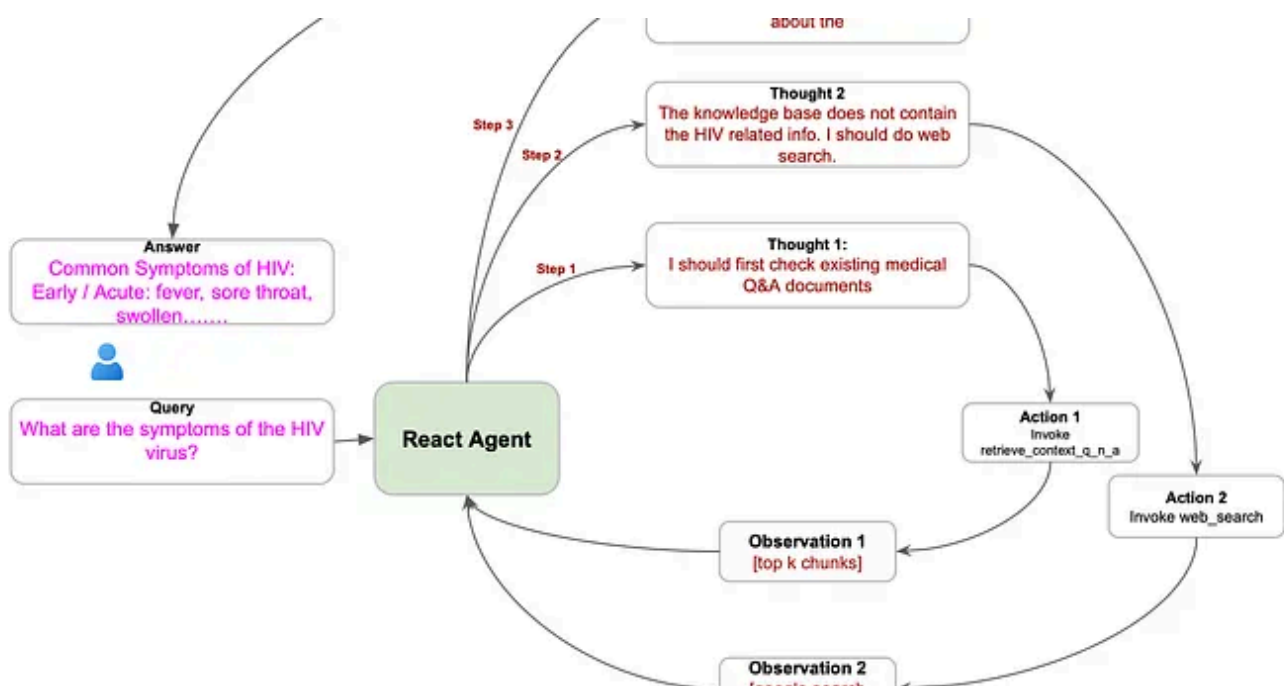 about the
Thought 2
The knowledge base does not contain
the HIV related info. I should do web
search.
Step 3
Step 2
Thought 1:
I should first check existing medical
Q&A documents
Step 1
Answer
Common Symptoms of HIV:
Early / Acute: fever, sore throat,
swollen.......
Query
What are the symptoms of the HIV
virus?
React Agent
Action 1
Invoke
retrieve_context_q_n_a
Action 2
Invoke web_search
Observation 1
[top k chunks]
Observation 2